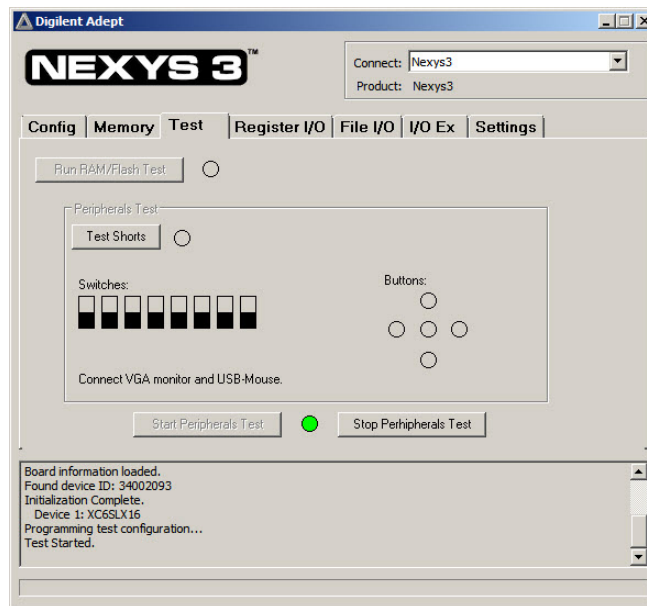 Digilent Adept
NEXYS 3™
Connect: Nexys3
Product: Nexys3
Config Memory Test Register I/O File I/O I/O Ex Settings
Run RAM/Flash Test
Peripherals Test
Test Shorts
Switches:
Buttons:
Connect VGA monitor and USB-Mouse.
Start Peripherals Test
Stop Perhipherals Test
Board information loaded.
Found device ID: 34002093
Initialization Complete.
Device 1: XC6SLX16
Programming test configuration...
Test Started.